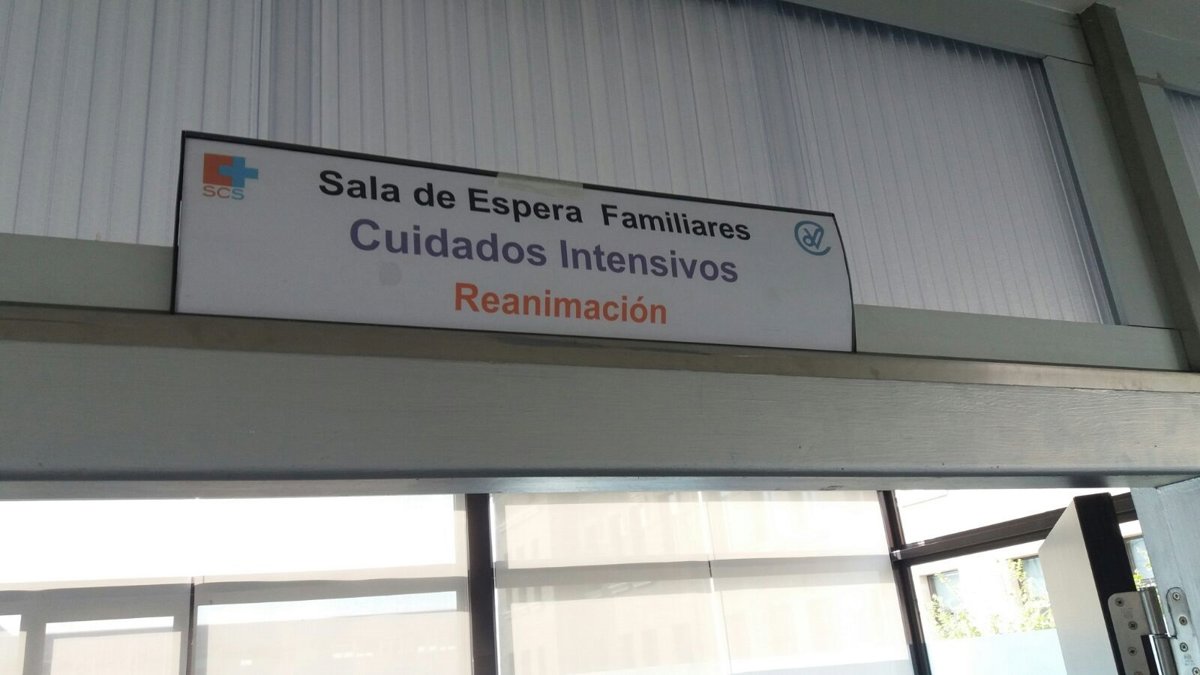 SCS
Sala de Espera Familiares
Cuidados Intensivos
Reanimación